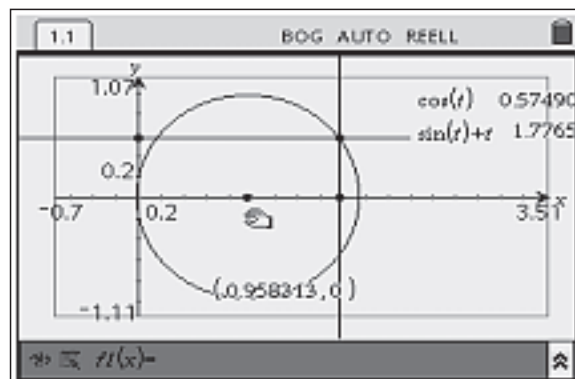 1.1 BOG AUTO REELL
y
1.07
cos(t) 0.57490
sin(t)+t 1.7765
0.2
-0.7 0.2 3.51 x
(0.958313,0)
-1.11
f1(x)=